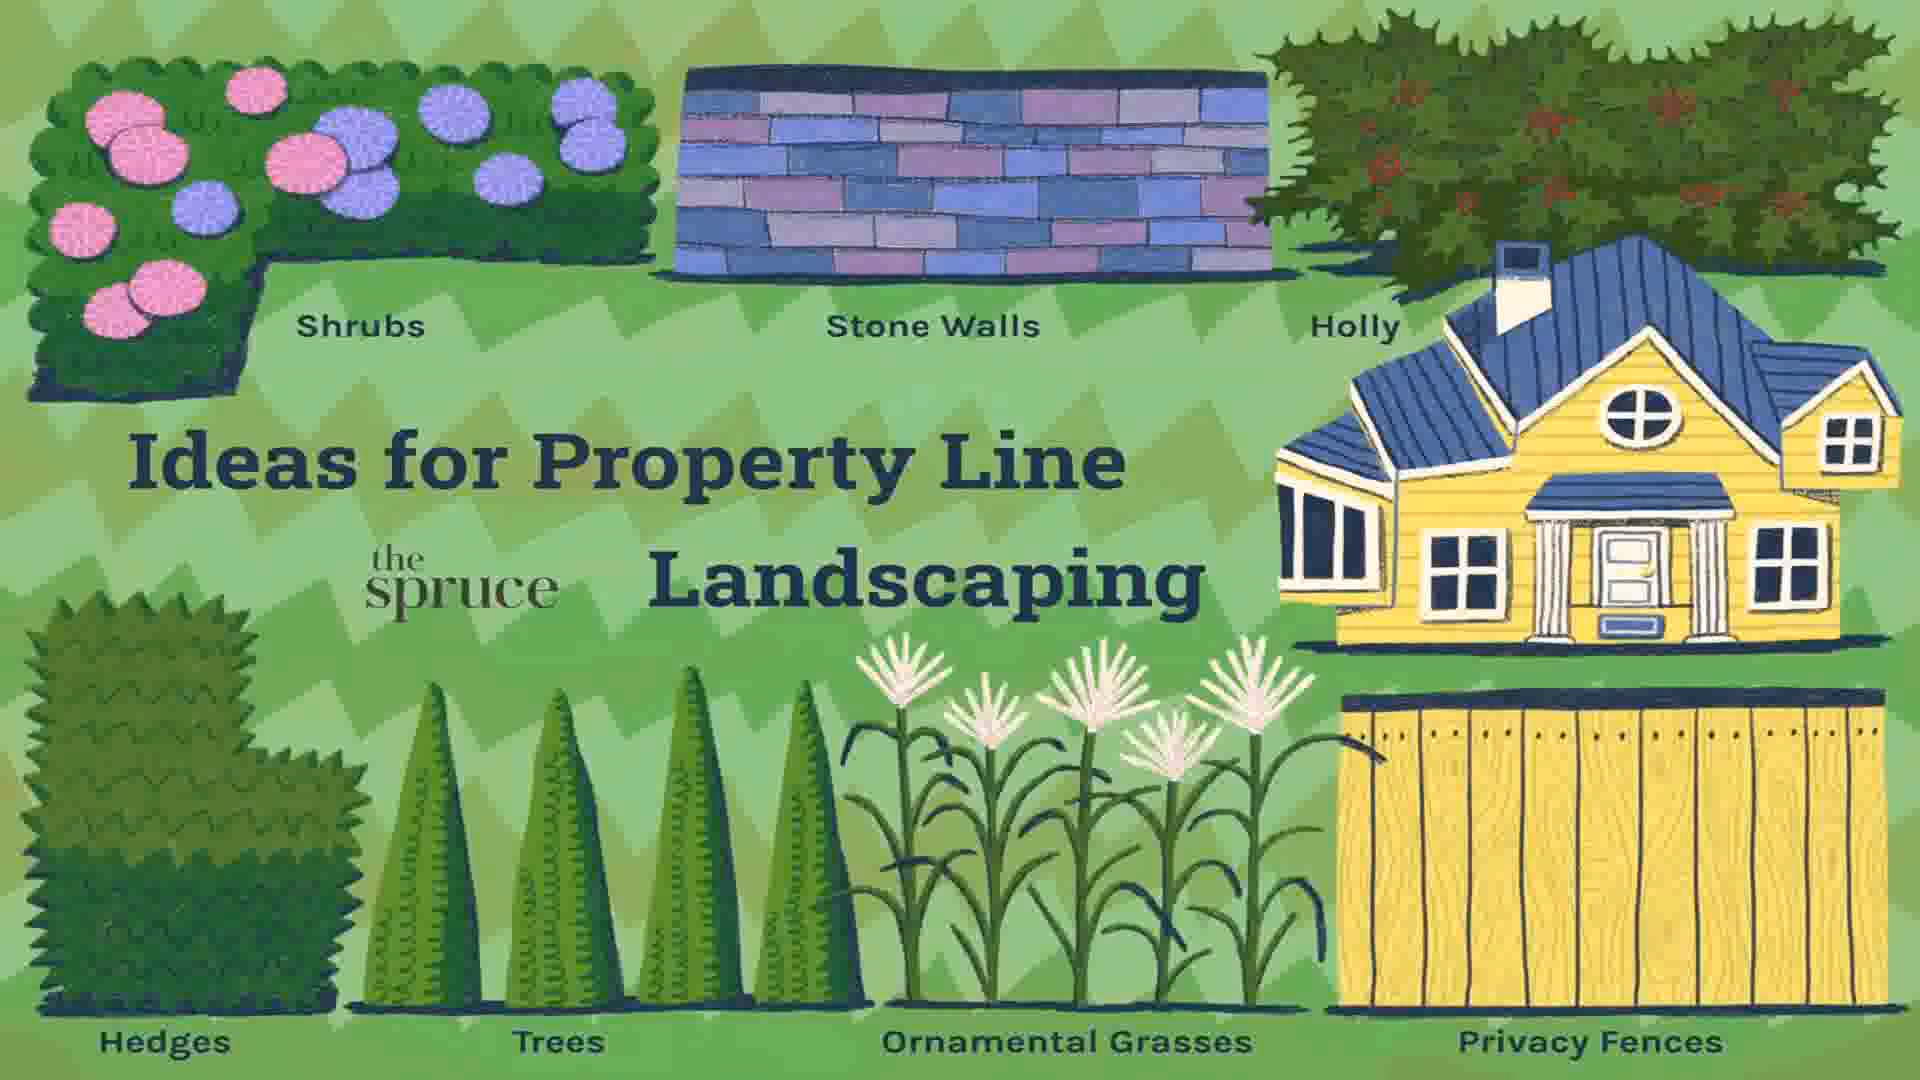 Shrubs
Stone Walls
Holly
Ideas for Property Line
the
spruce
Landscaping
Hedges
Trees
Ornamental Grasses
Privacy Fences